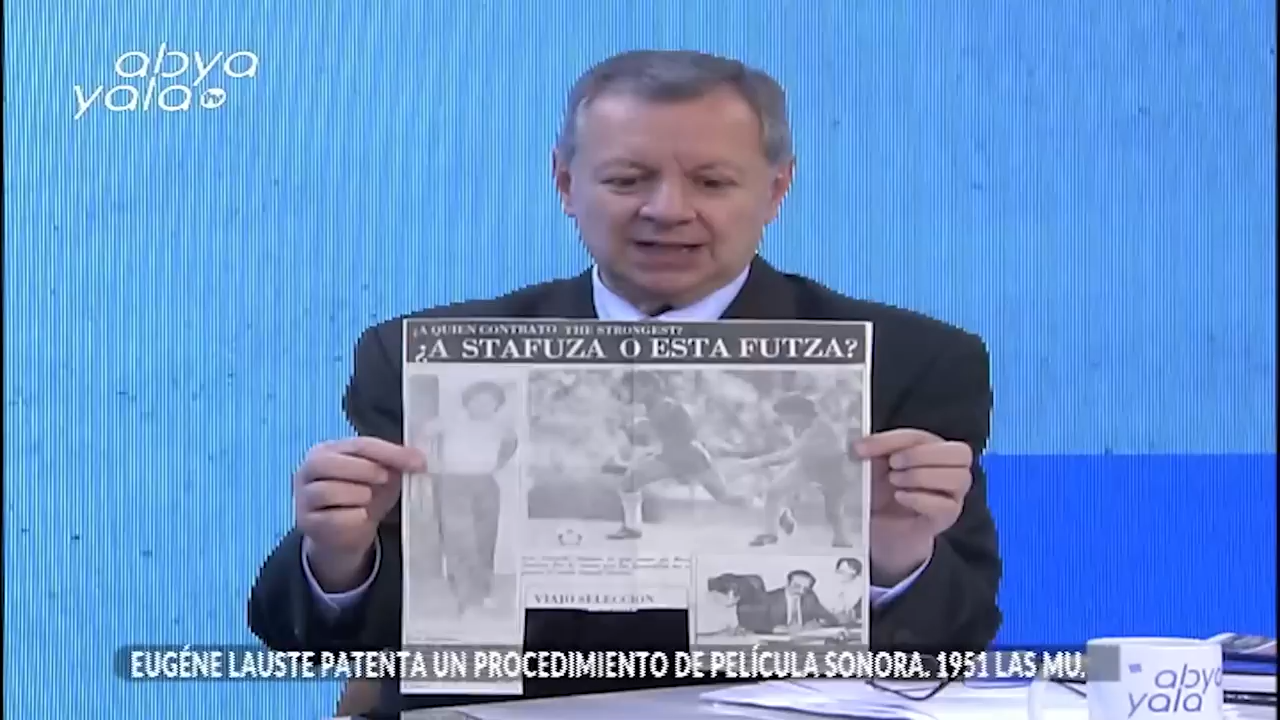 abya
yala
¿A QUIEN CONTRATO THE STRONGEST?
¿A STAFUZA O ESTA FUTZA?
VIAJO SELECCION
EUGÉNE LAUSTE PATENTA UN PROCEDIMIENTO DE PELÍCULA SONORA. 1951 LAS MU.
abya
yala